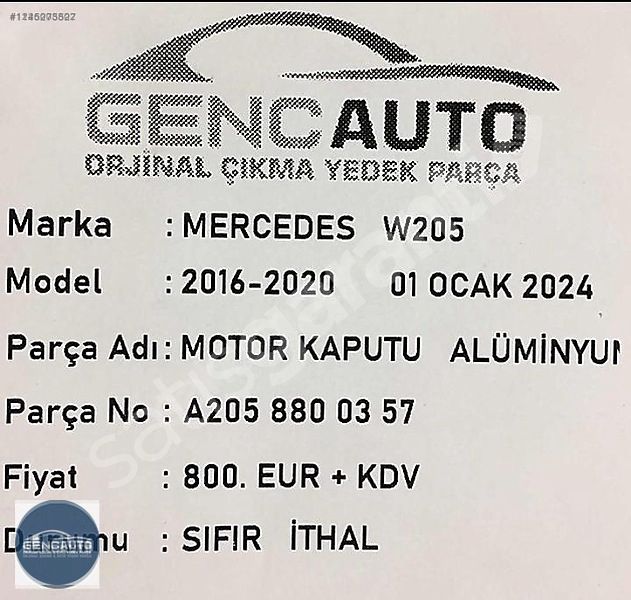 GENCAUTO
ORJİNAL ÇIKMA YEDEK PARÇA
Marka : MERCEDES W205
Model : 2016-2020 01 OCAK 2024
Parça Adı : MOTOR KAPUTU ALÜMİNYUM
Parça No : A205 880 03 57
Fiyat : 800. EUR + KDV
Durumu : SIFIR İTHAL
GENCAUTO